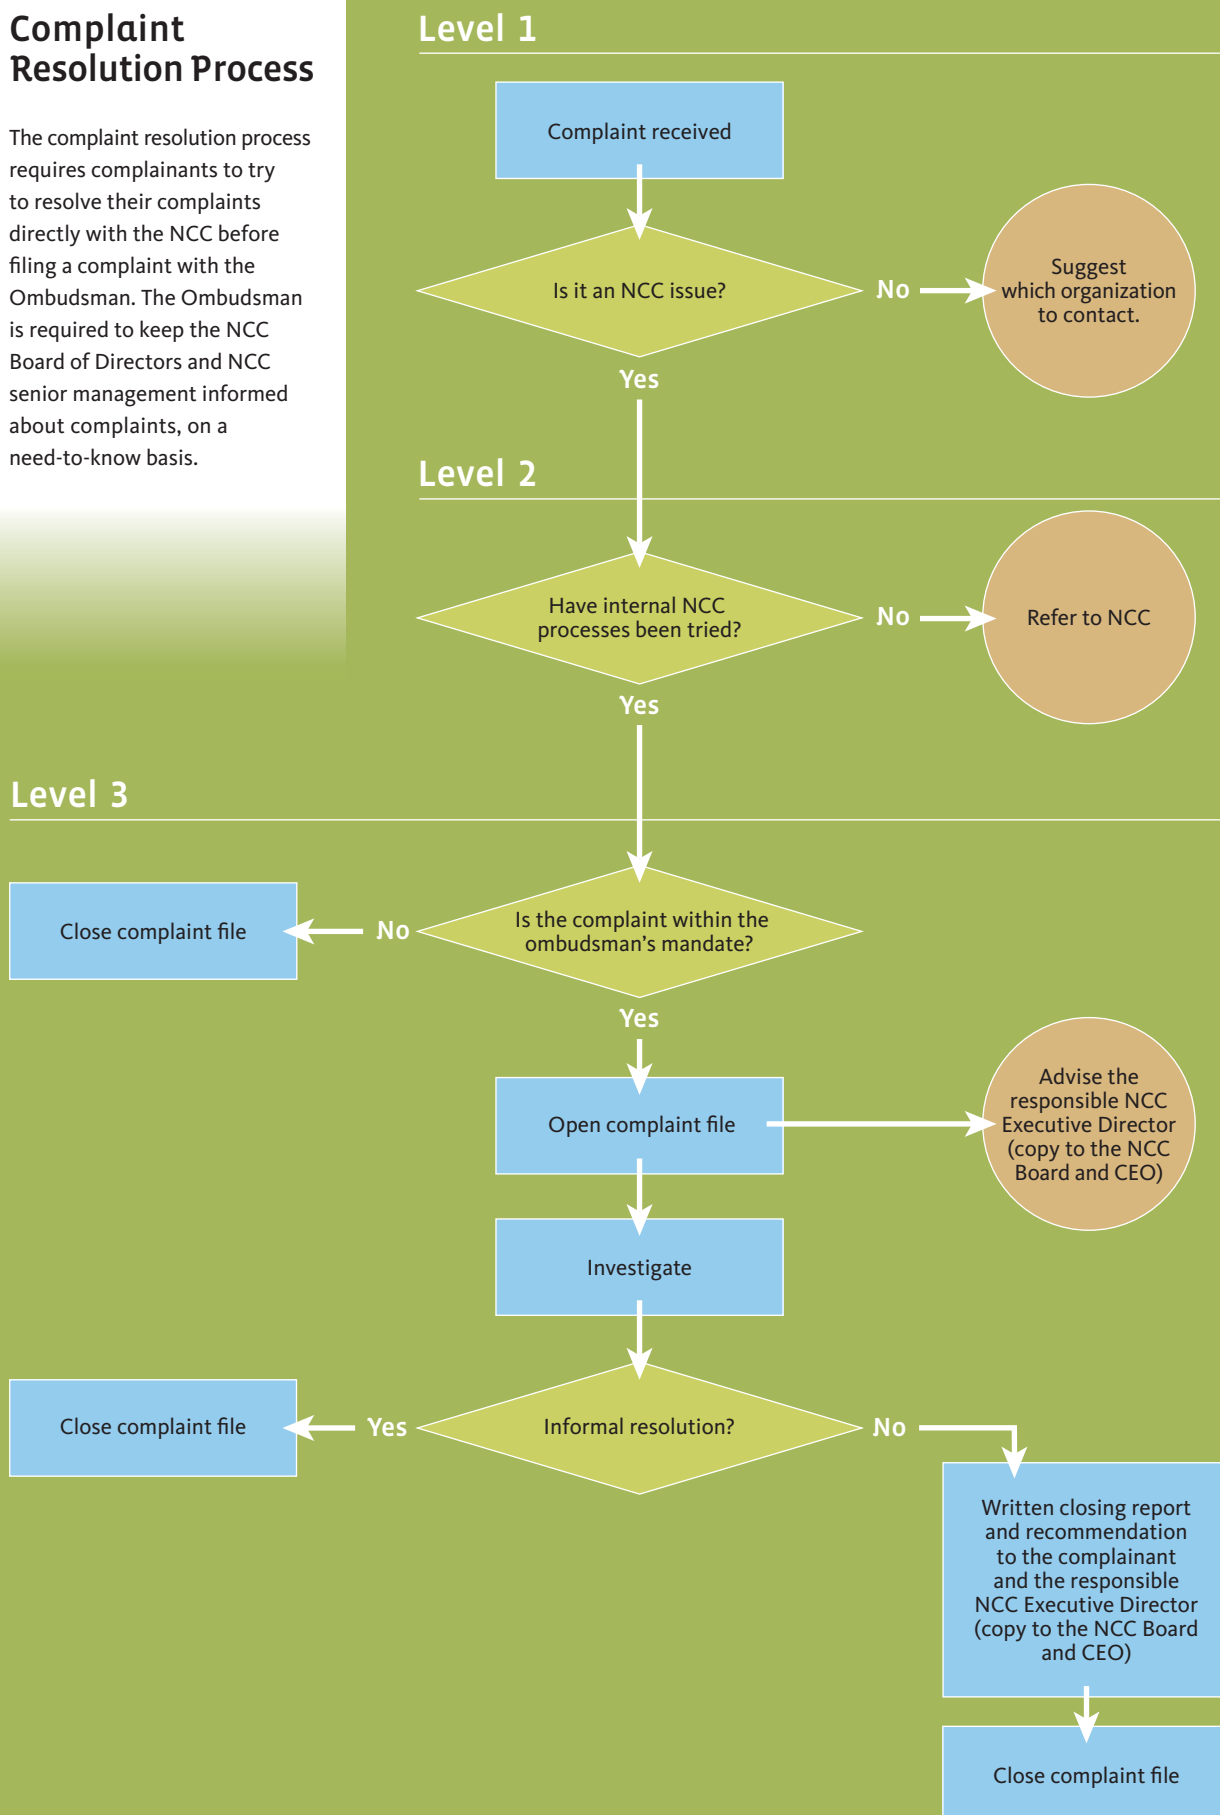 Complaint
Resolution Process
The complaint resolution process
requires complainants to try
to resolve their complaints
directly with the NCC before
filing a complaint with the
Ombudsman. The Ombudsman
is required to keep the NCC
Board of Directors and NCC
senior management informed
about complaints, on a
need-to-know basis.
Level 1
Complaint received
Is it an NCC issue?
No
Suggest
which organization
to contact.
Yes
Level 2
Have internal NCC
processes been tried?
No
Refer to NCC
Yes
Level 3
Is the complaint within the
ombudsman's mandate?
No
Close complaint file
Yes
Open complaint file
Advise the
responsible NCC
Executive Director
(copy to the NCC
Board and CEO)
Investigate
Informal resolution?
Yes
Close complaint file
No
Written closing report
and recommendation
to the complainant
and the responsible
NCC Executive Director
(copy to the NCC Board
and CEO)
Close complaint file